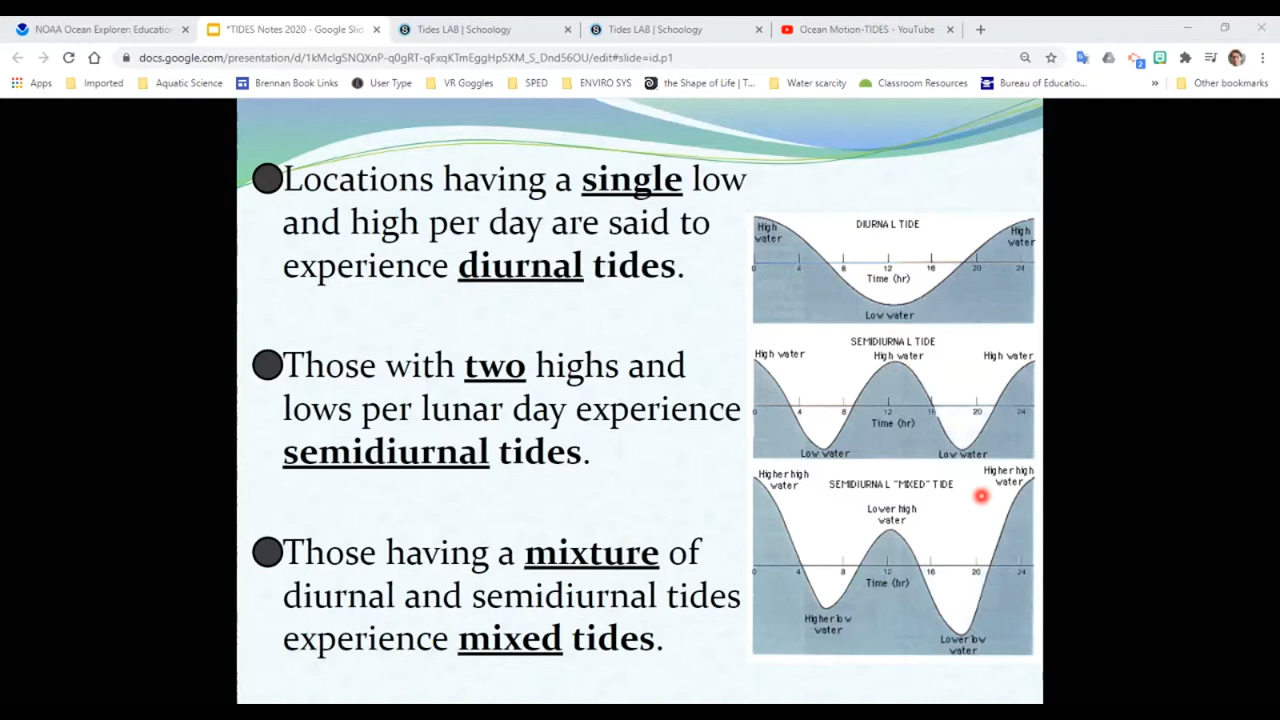 NOAA Ocean Explorer: Education
*TIDES Notes 2020 - Google Slid
Tides LAB | Schoology
Tides LAB | Schoology
Ocean Motion-TIDES - YouTube
docs.google.com/presentation/d/1kMclgSNQXnP-q0gRT-qFxqKTmEggHp5XM_S_Dnd56OU/edit#slide=id.p1
2
Apps
Imported
Aquatic Science
Brennan Book Links
User Type
VR Goggles
SPED
ENVIRO SYS
the Shape of Life | T...
Water scarcity
Classroom Resources
Bureau of Educatio...
»
Other bookmarks
Locations having a single low
and high per day are said to
experience diurnal tides.
Those with two highs and
lows per lunar day experience
semidiurnal tides.
Those having a mixture of
diurnal and semidiurnal tides
experience mixed tides.
DIURNAL TIDE
High
water
High
water
0 4 8 12 16 20 24
Time (hr)
Low water
SEMIDIURNAL TIDE
High water High water High water
0 4 8 12 16 20 24
Time (hr)
Low water Low water
Higher high
water
SEMIDIURNAL "MIXED" TIDE
Higher high
water
Lower high
water
0 4 8 12 16 20 24
Time (hr)
Higher low
water
Lower low
water